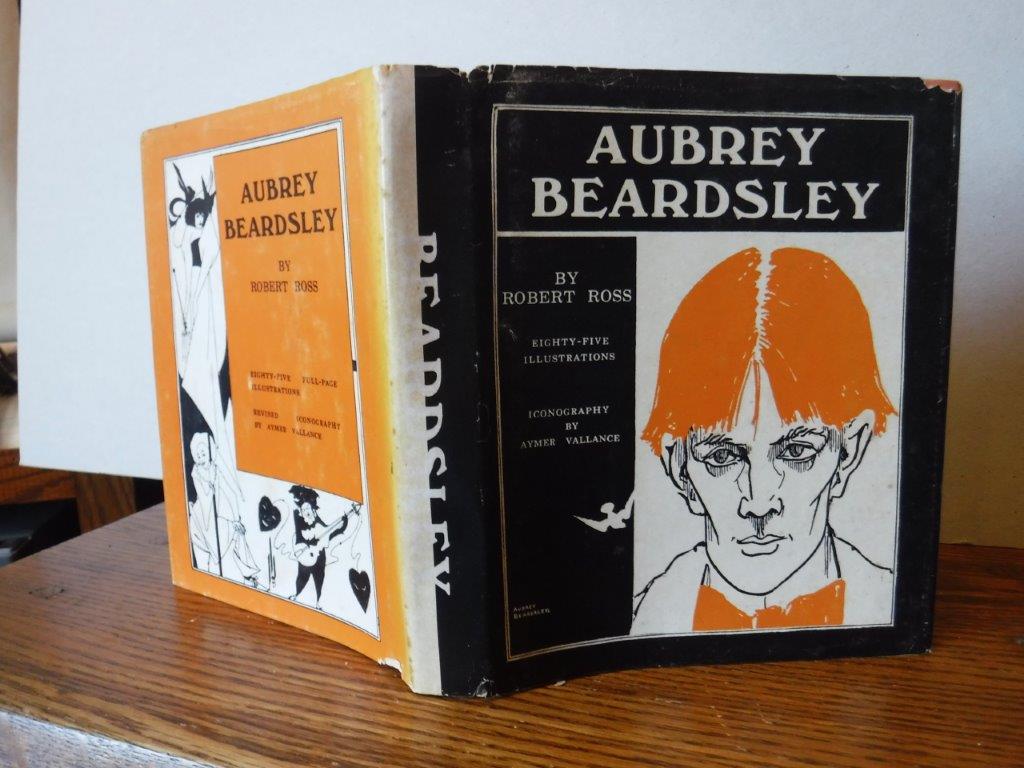 AUBREY
BEARDSLEY
BY
ROBERT ROSS
EIGHTY-FIVE FULL-PAGE
ILLUSTRATIONS
REVISED ICONOGRAPHY
BY AYMER VALLANCE
BEARDSLEY
AUBREY
BEARDSLEY
BY
ROBERT ROSS
EIGHTY-FIVE
ILLUSTRATIONS
ICONOGRAPHY
BY
AYMER VALLANCE
AUBREY
BEARDSLEY